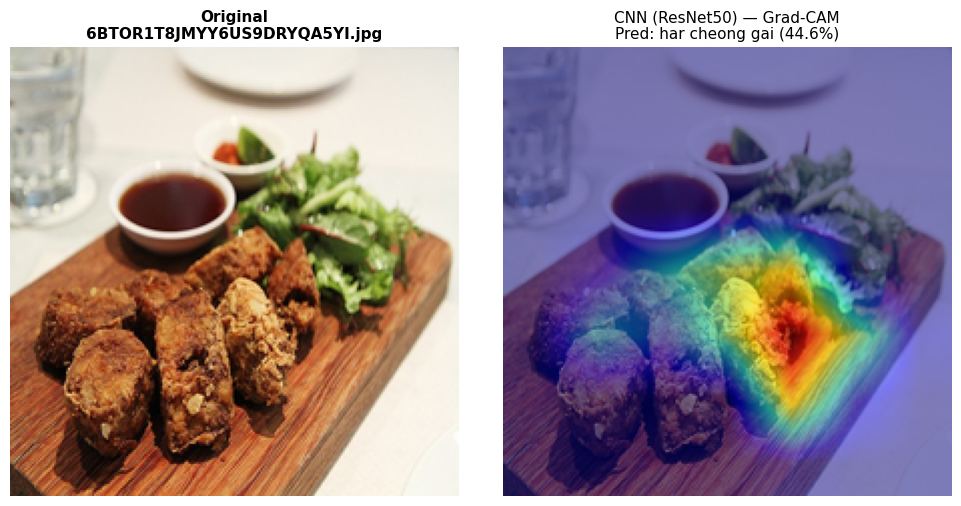 Original
6BTOR1T8JMYY6US9DRYQA5YI.jpg
CNN (ResNet50) — Grad-CAM
Pred: har cheong gai (44.6%)